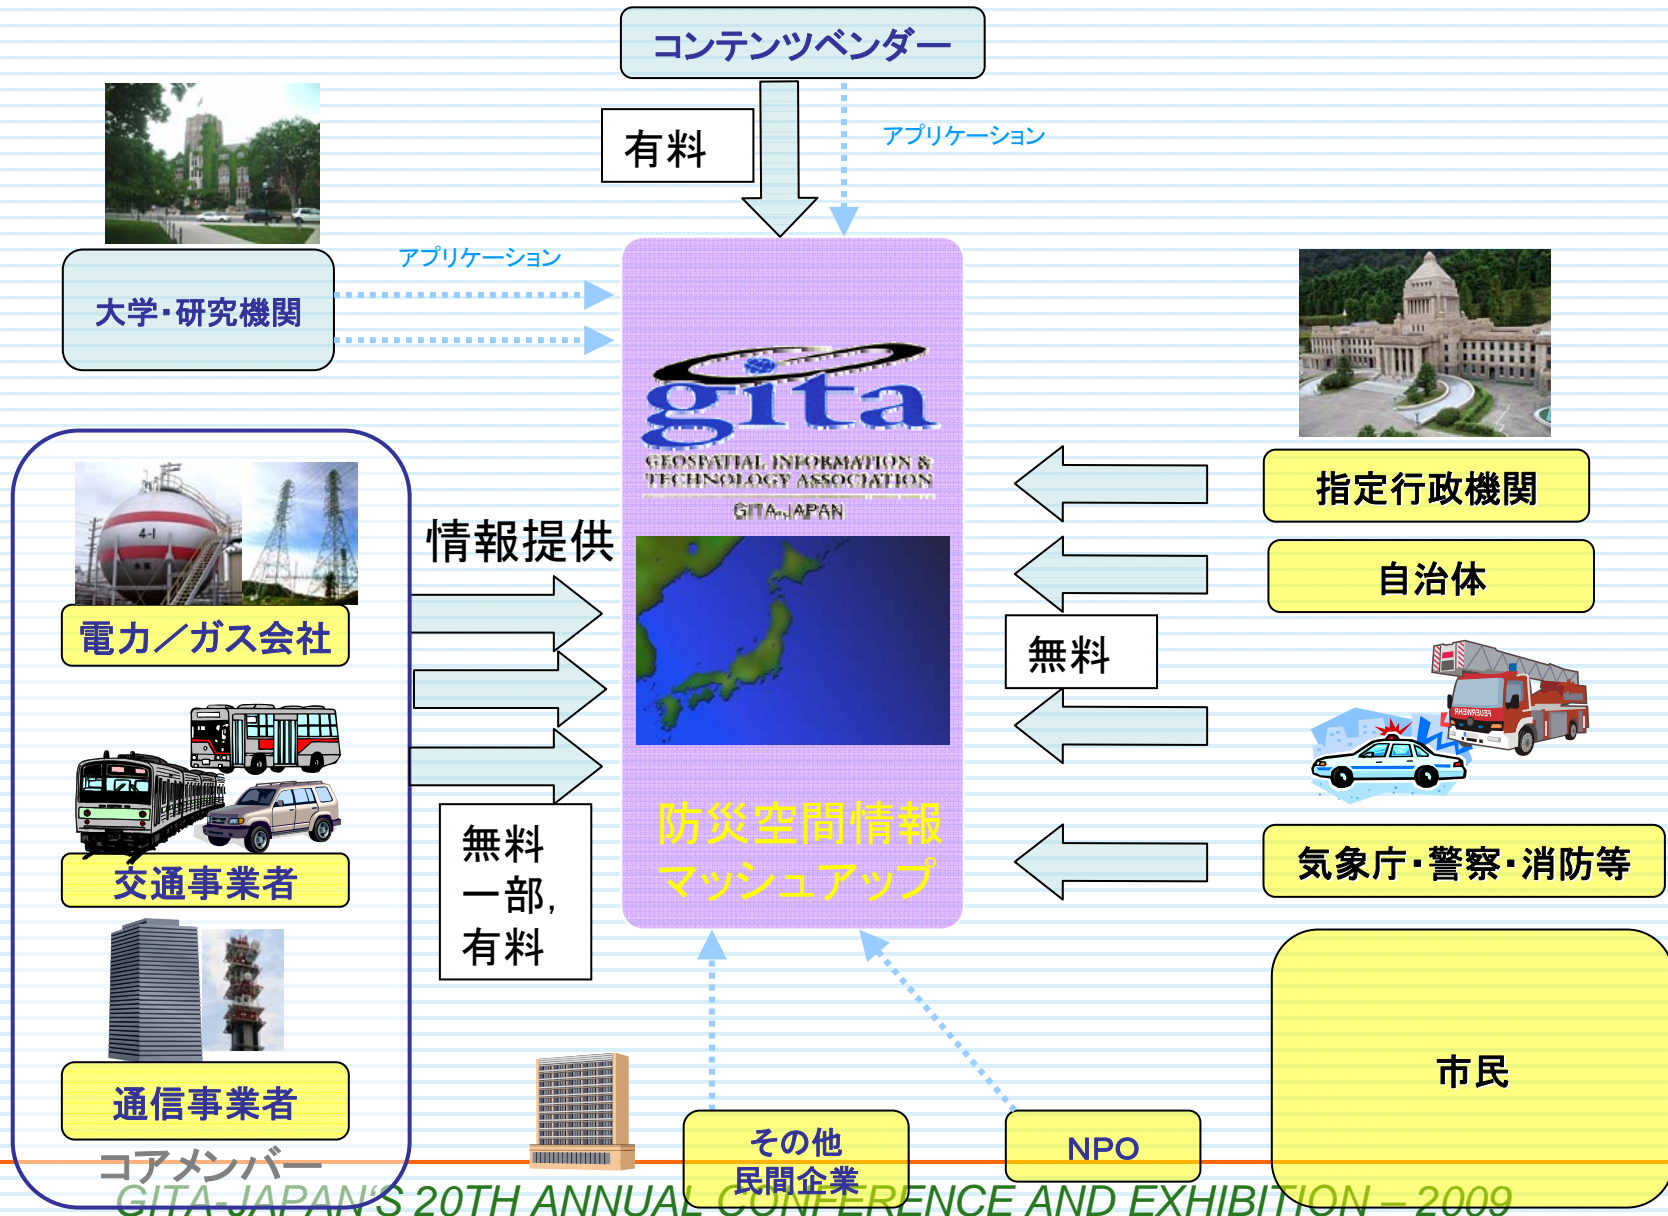 コンテンツベンダー
有料
アプリケーション
アプリケーション
大学・研究機関
gita
GEOSPATIAL INFORMATION &
TECHNOLOGY ASSOCIATION
GITA-JAPAN
指定行政機関
4-1
情報提供
自治体
電力／ガス会社
無料
FEUERWEHR
防災空間情報
マッシュアップ
無料
一部,
有料
交通事業者
気象庁・警察・消防等
市民
通信事業者
その他
民間企業
NPO
コアメンバー
GITA-JAPAN'S 20TH ANNUAL CONFERENCE AND EXHIBITION – 2009